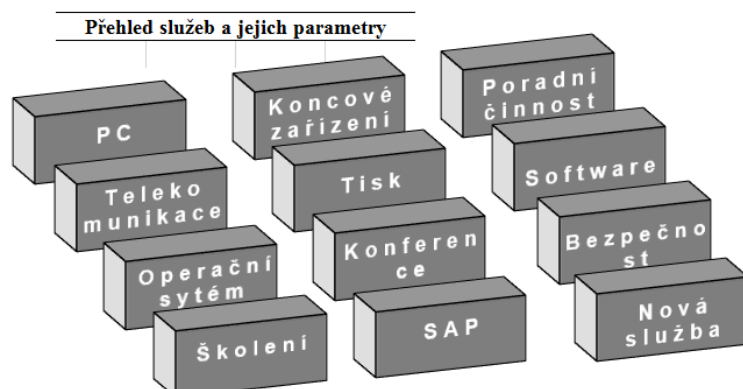 Přehled služeb a jejich parametry
PC
Koncové
zařízení
Poradní
činnost
Teleko
munikace
Tisk
Software
Operační
sytém
Konferen
ce
Bezpečno
st
Školení
SAP
Nová
služba